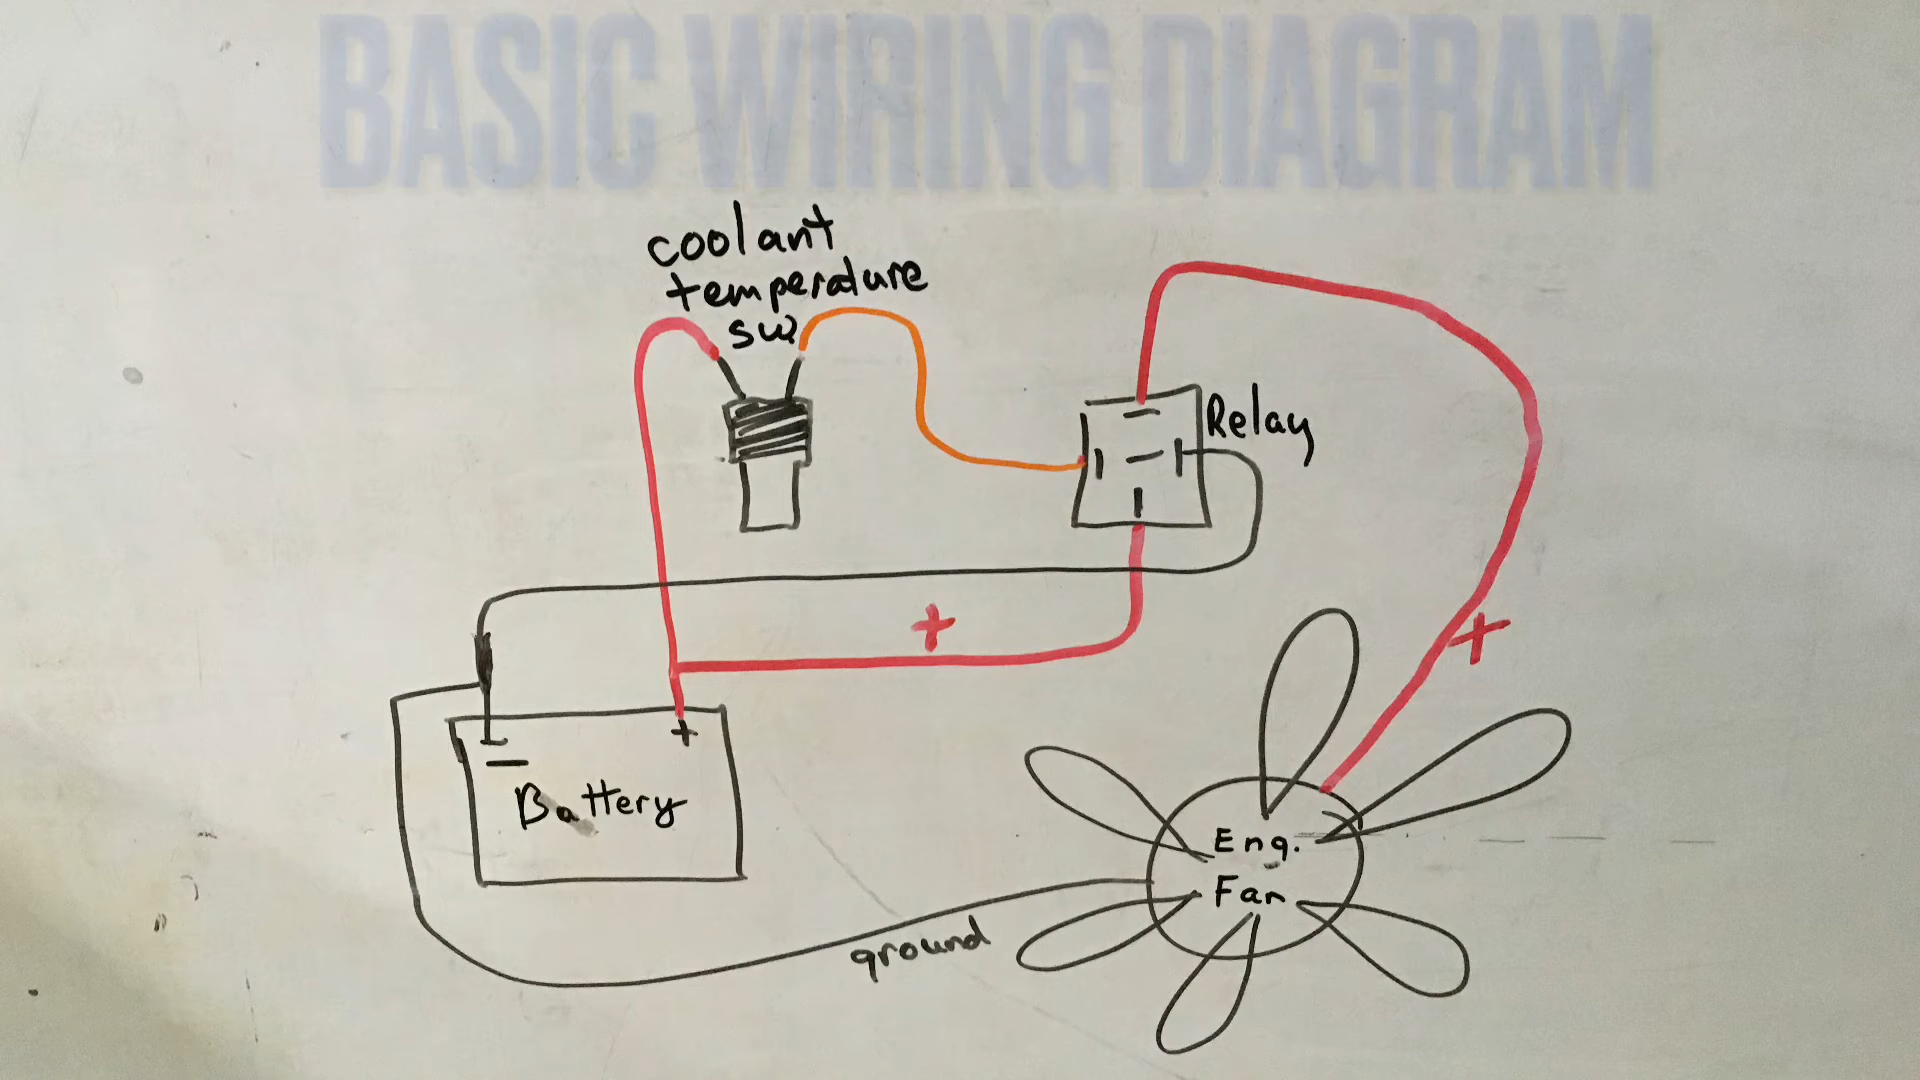 BASIC WIRING DIAGRAM
coolant
temperature
sw
Relay
+
+
+
−
Battery
Eng.
Fan
ground